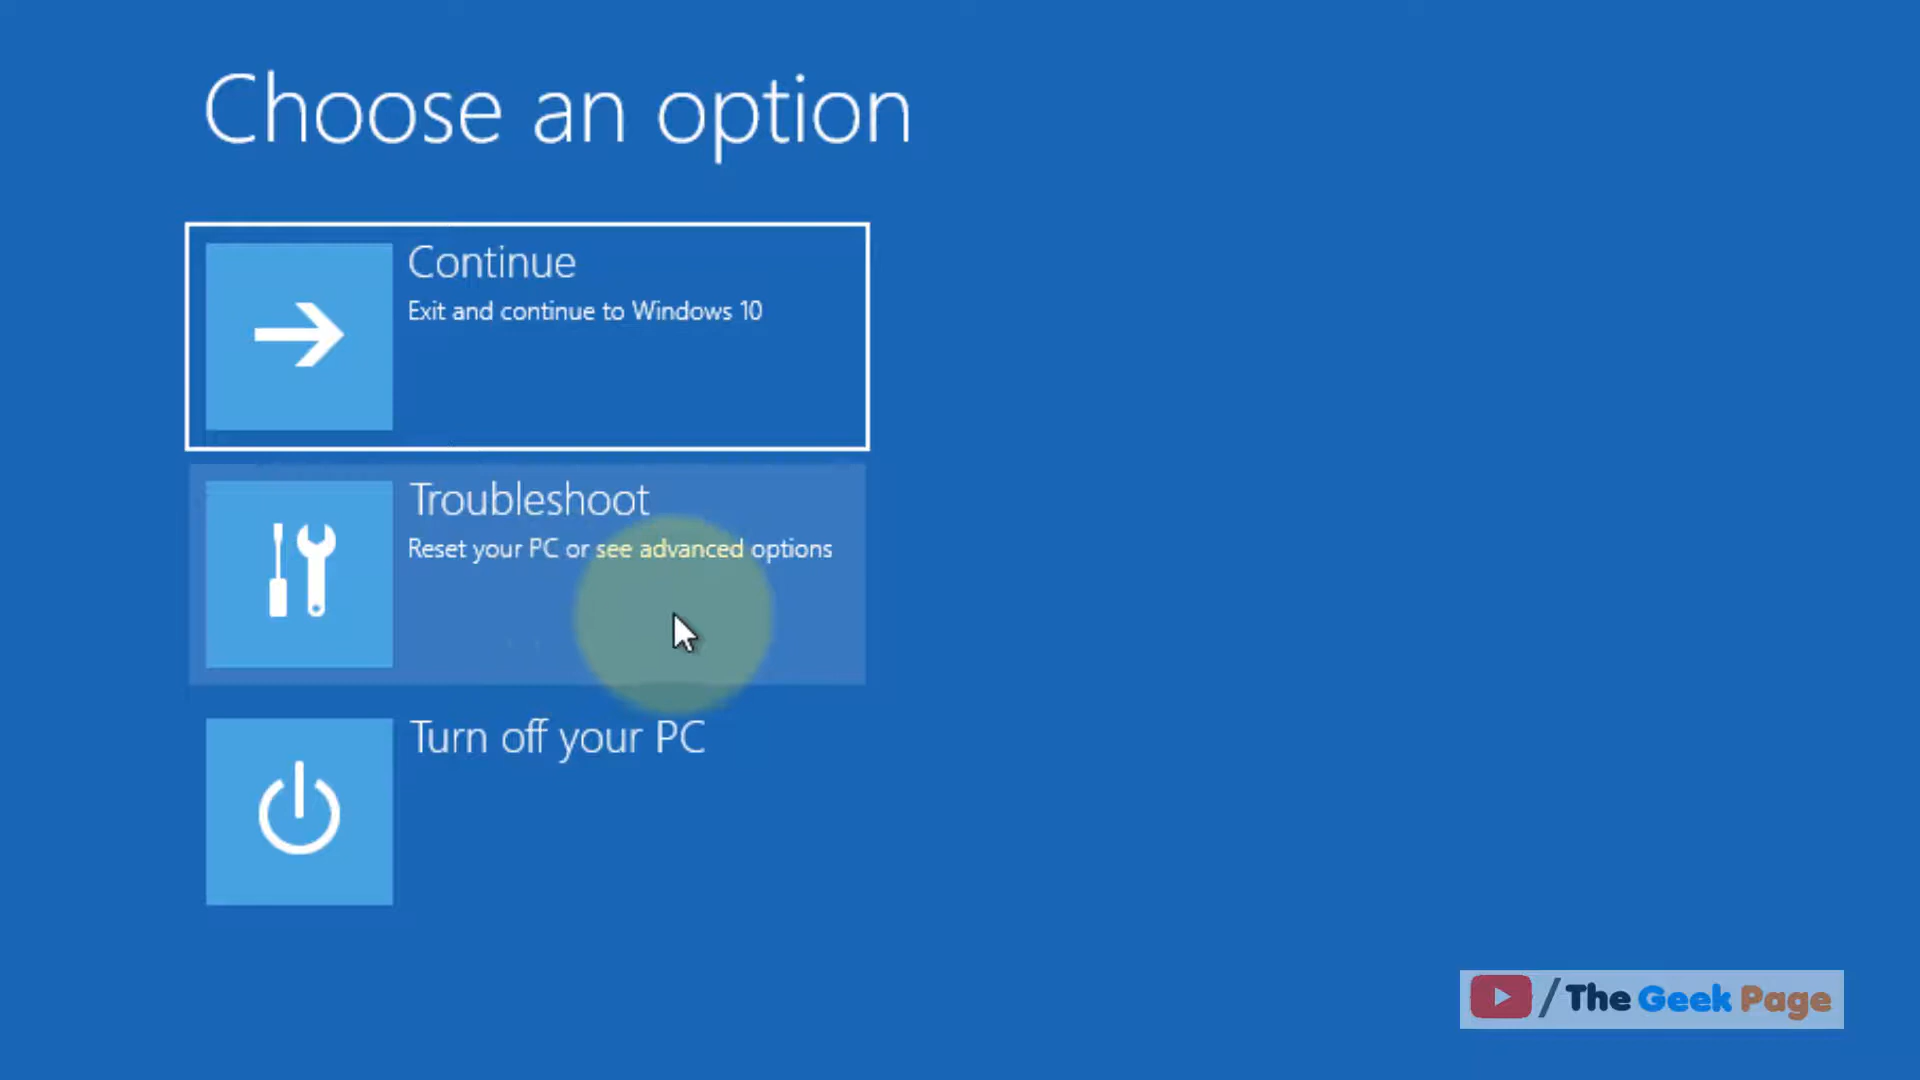 Choose an option
Continue
Exit and continue to Windows 10
Troubleshoot
Reset your PC or see advanced options
Turn off your PC
/The Geek Page